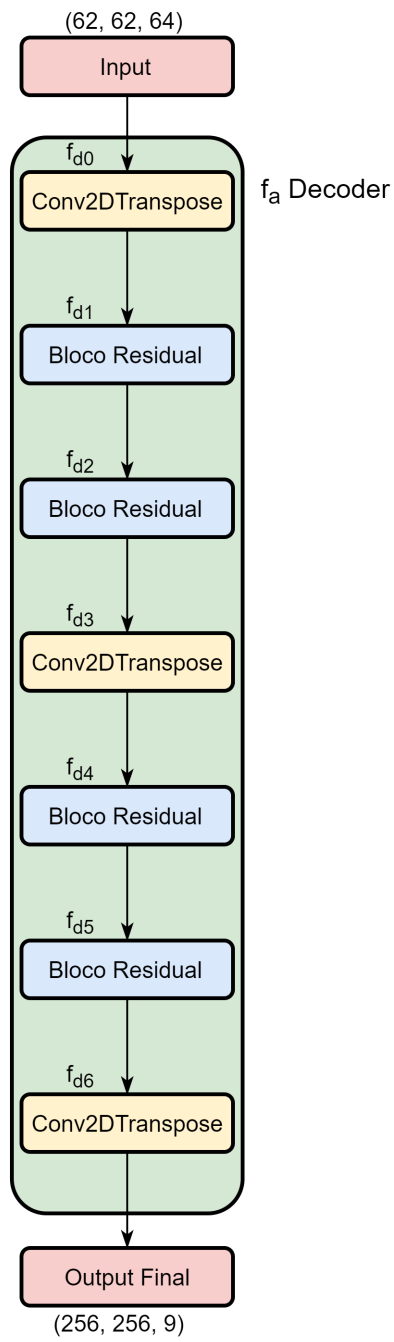 (62, 62, 64)
Input
f_d0
f_a Decoder
Conv2DTranspose
f_d1
Bloco Residual
f_d2
Bloco Residual
f_d3
Conv2DTranspose
f_d4
Bloco Residual
f_d5
Bloco Residual
f_d6
Conv2DTranspose
Output Final
(256, 256, 9)